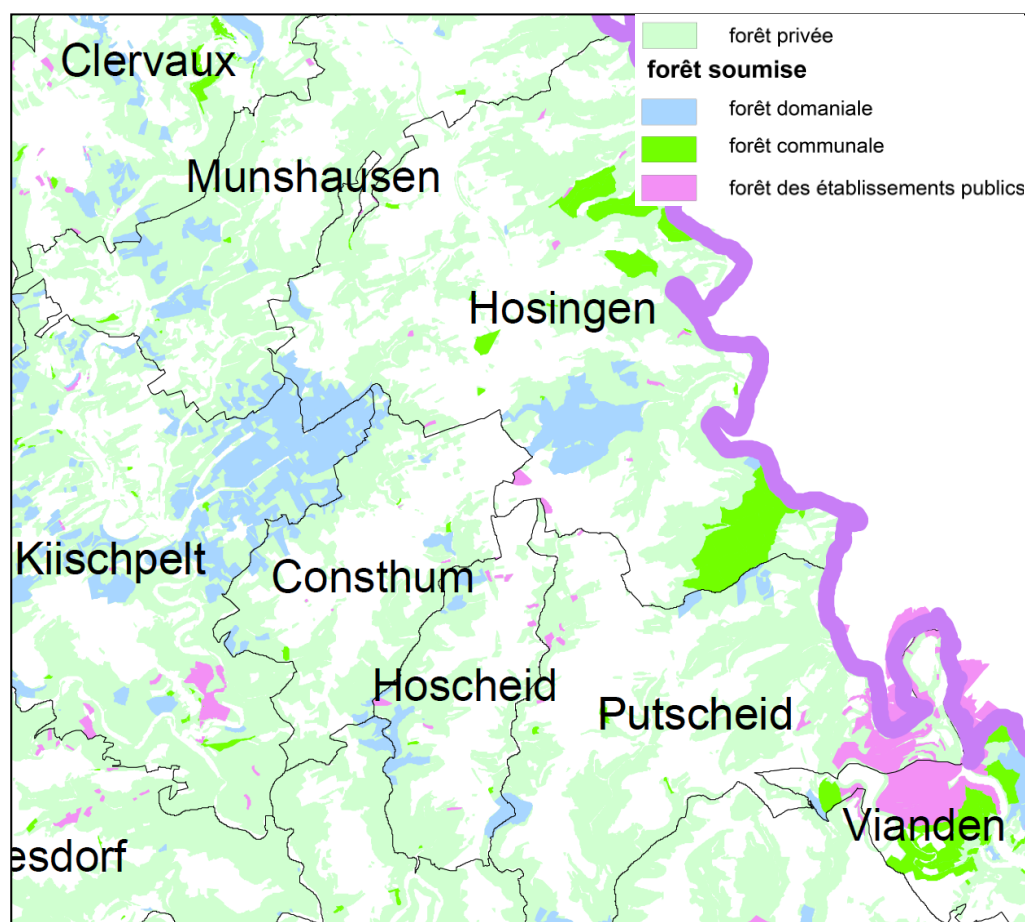 forêt privée
forêt soumise
forêt domaniale
forêt communale
forêt des établissements publics
Clervaux
Munshausen
Hosingen
Kiischpelt
Consthum
Hoscheid
Putscheid
Vianden
esdorf